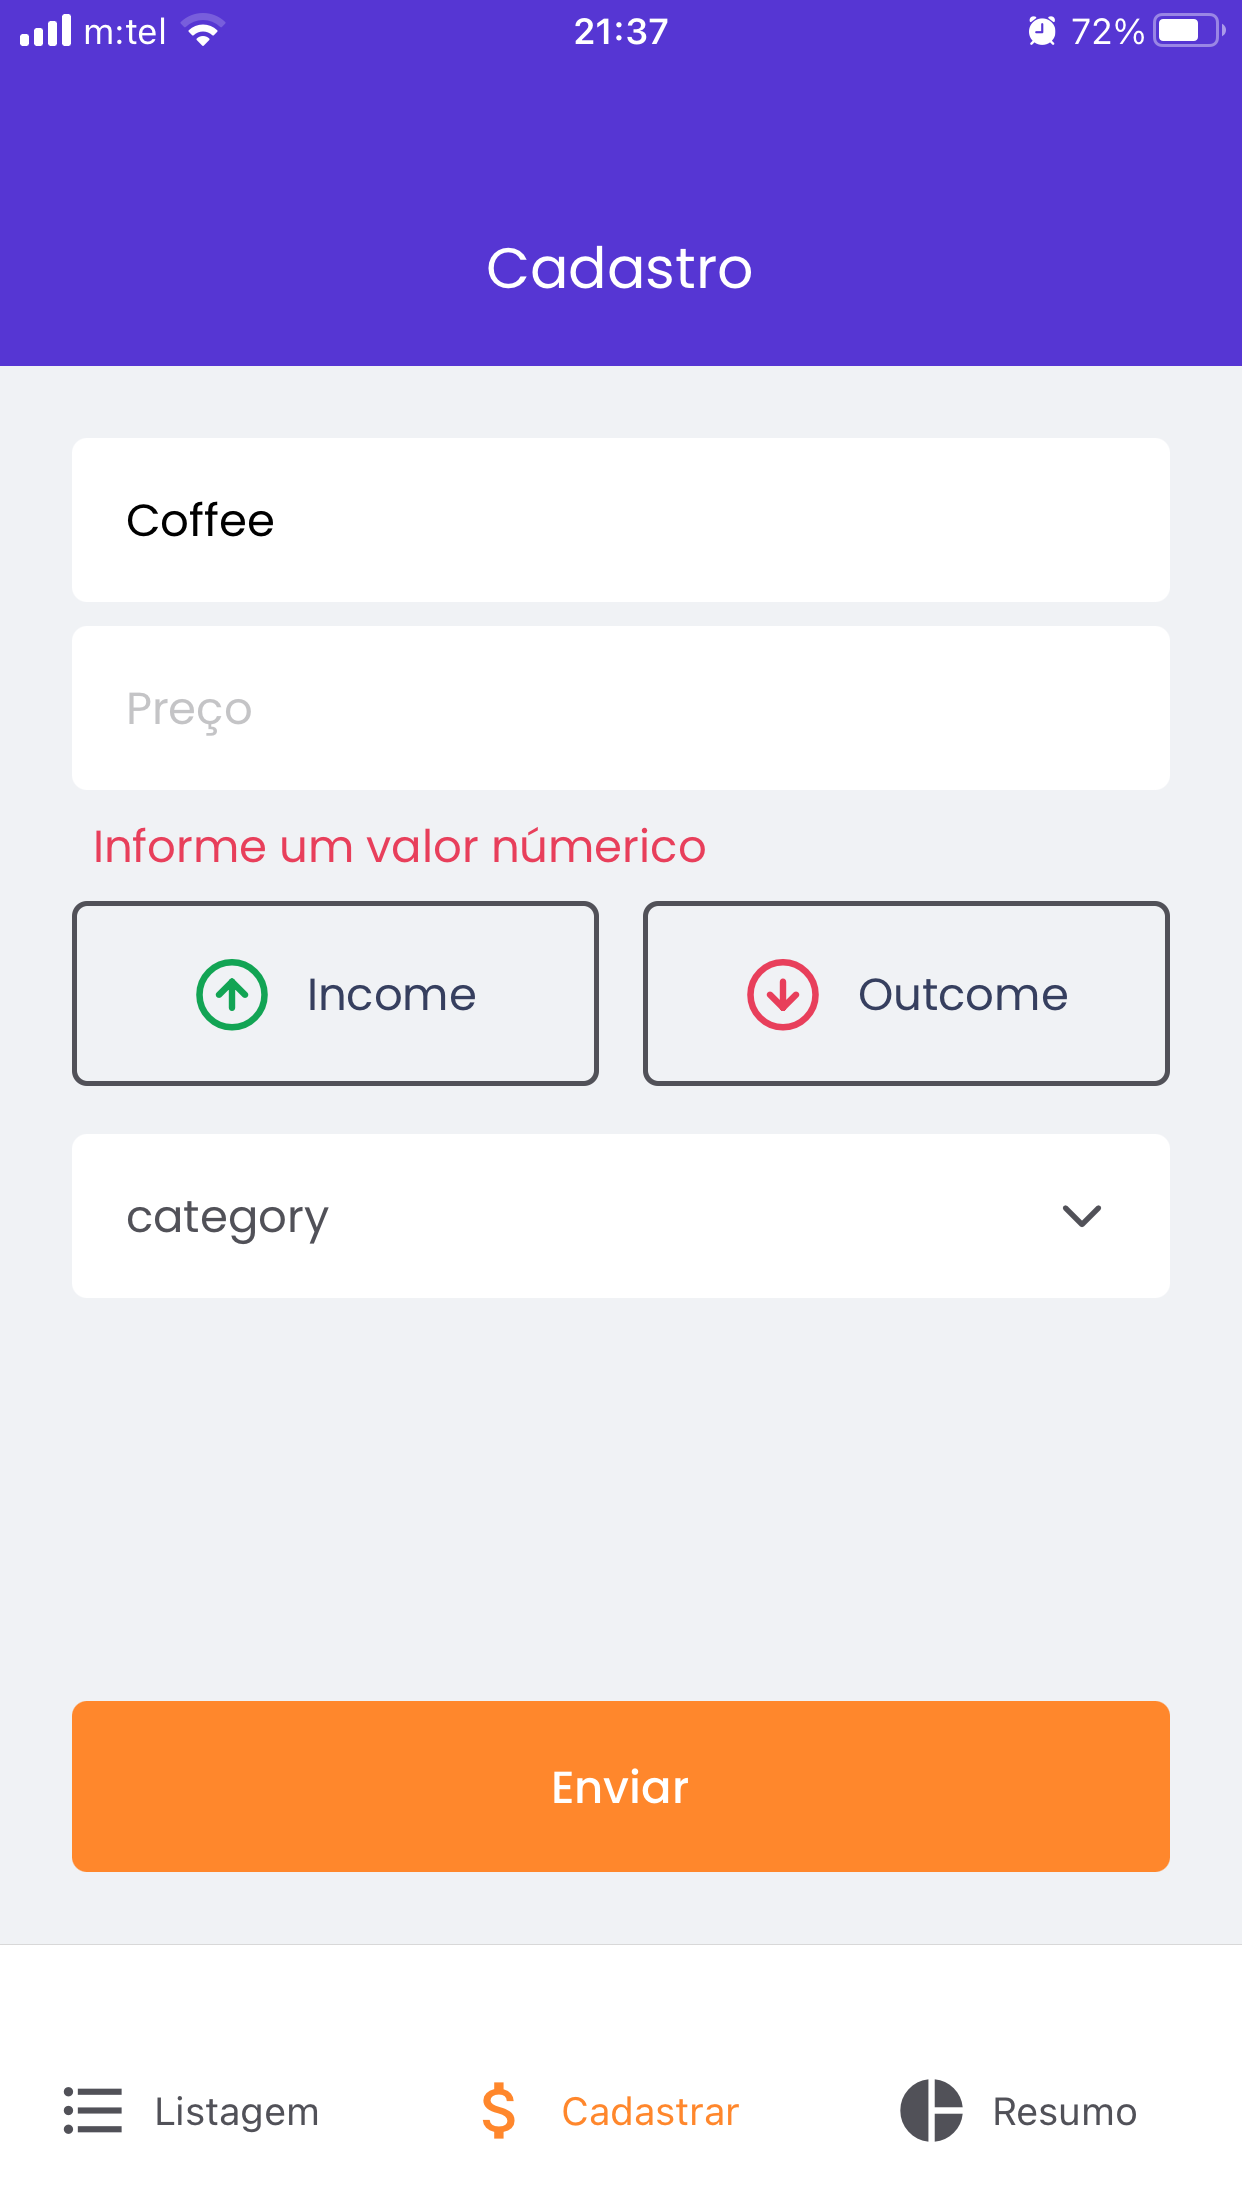 m:tel 21:37 72%
Cadastro
Coffee
Preço
Informe um valor númerico
Income Outcome
category
Enviar
Listagem $ Cadastrar Resumo